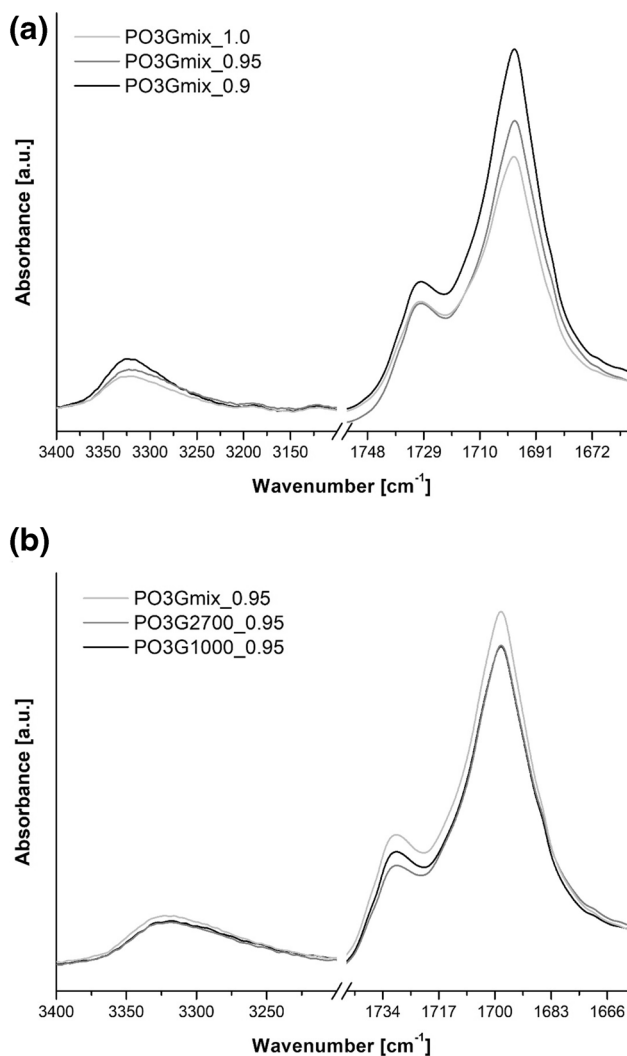 (a)
PO3Gmix_1.0
PO3Gmix_0.95
PO3Gmix_0.9
Absorbance [a.u.]
3400 3350 3300 3250 3200 3150 1748 1729 1710 1691 1672
Wavenumber [cm⁻¹]
(b)
PO3Gmix_0.95
PO3G2700_0.95
PO3G1000_0.95
Absorbance [a.u.]
3400 3350 3300 3250 1734 1717 1700 1683 1666
Wavenumber [cm⁻¹]